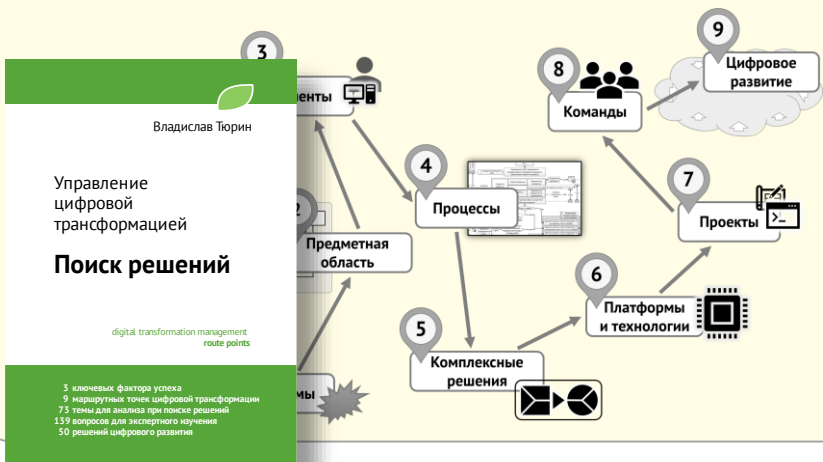 Владислав Тюрин
Управление
цифровой
трансформацией
Поиск решений
digital transformation management
route points
3 ключевых фактора успеха
9 маршрутных точек цифровой трансформации
73 темы для анализа при поиске решений
139 вопросов для экспертного изучения
50 решений цифрового развития
мы
2
Предметная
область
3
менты
4
Процессы
5
Комплексные
решения
6
Платформы
и технологии
7
Проекты
8
Команды
9
Цифровое
развитие